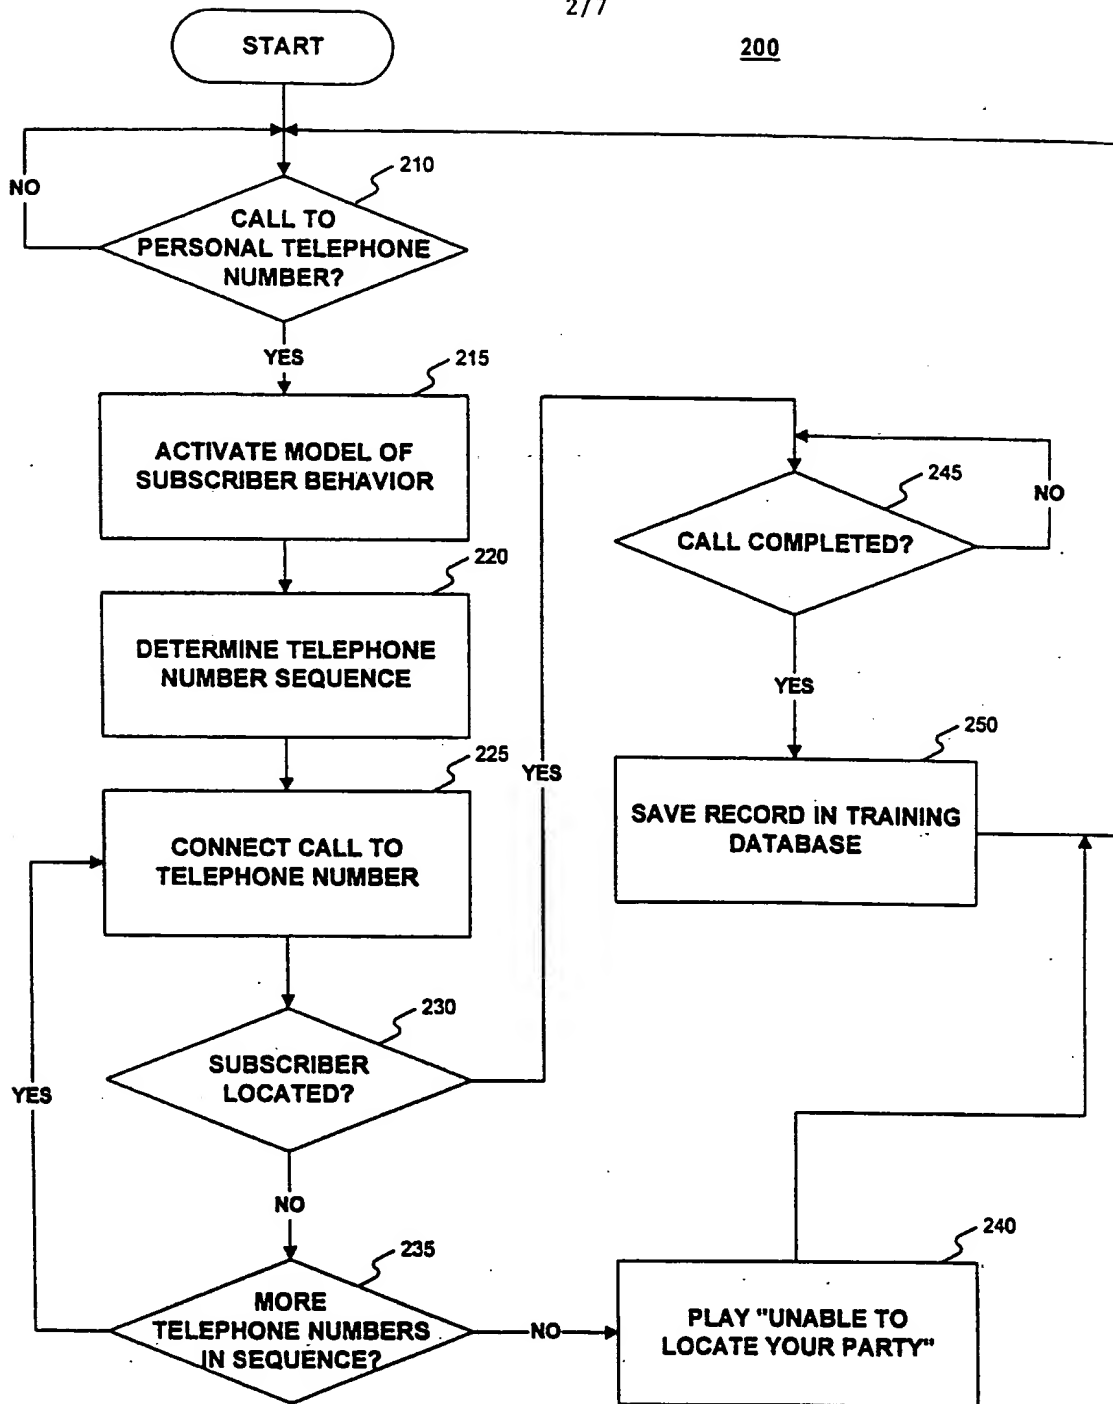 2/7
200
START
NO
210
CALL TO
PERSONAL TELEPHONE
NUMBER?
YES
215
ACTIVATE MODEL OF
SUBSCRIBER BEHAVIOR
220
DETERMINE TELEPHONE
NUMBER SEQUENCE
225
CONNECT CALL TO
TELEPHONE NUMBER
230
SUBSCRIBER
LOCATED?
YES
NO
235
MORE
TELEPHONE NUMBERS
IN SEQUENCE?
YES
NO
240
PLAY "UNABLE TO
LOCATE YOUR PARTY"
245
CALL COMPLETED?
NO
YES
250
SAVE RECORD IN TRAINING
DATABASE